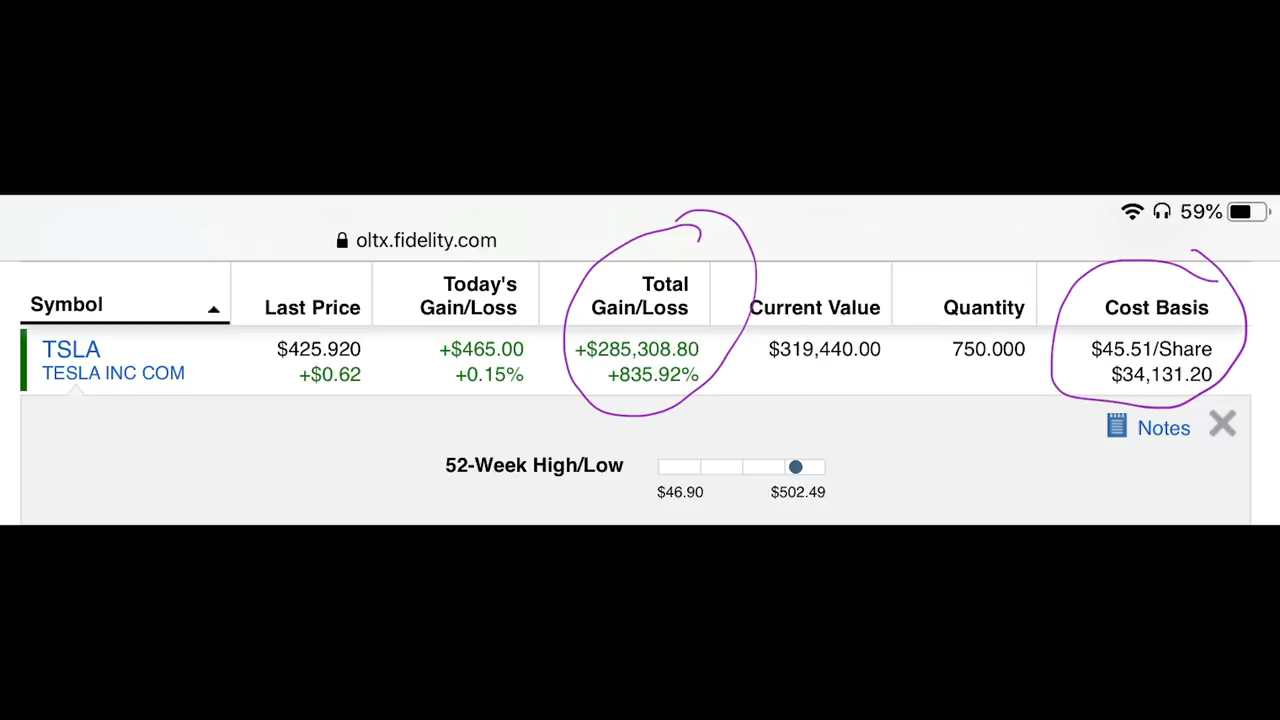 59%
oltx.fidelity.com
Symbol
Last Price
Today's
Gain/Loss
Total
Gain/Loss
Current Value
Quantity
Cost Basis
TSLA
TESLA INC COM
$425.920
+$0.62
+$465.00
+0.15%
+$285,308.80
+835.92%
$319,440.00
750.000
$45.51/Share
$34,131.20
Notes
52-Week High/Low
$46.90
$502.49